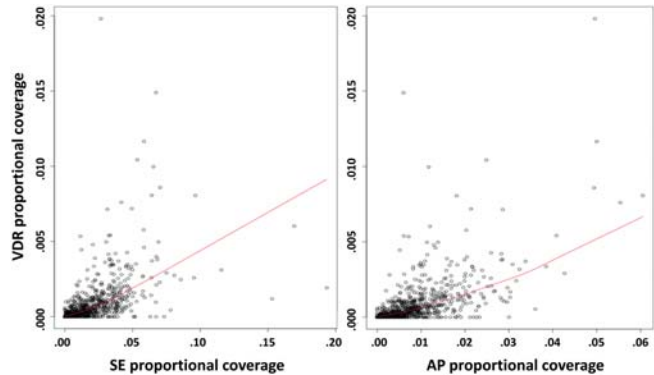 VDR proportional coverage
.020
.015
.010
.005
.000
.00 .05 .10 .15 .20
SE proportional coverage
.020
.015
.010
.005
.000
.00 .01 .02 .03 .04 .05 .06
AP proportional coverage